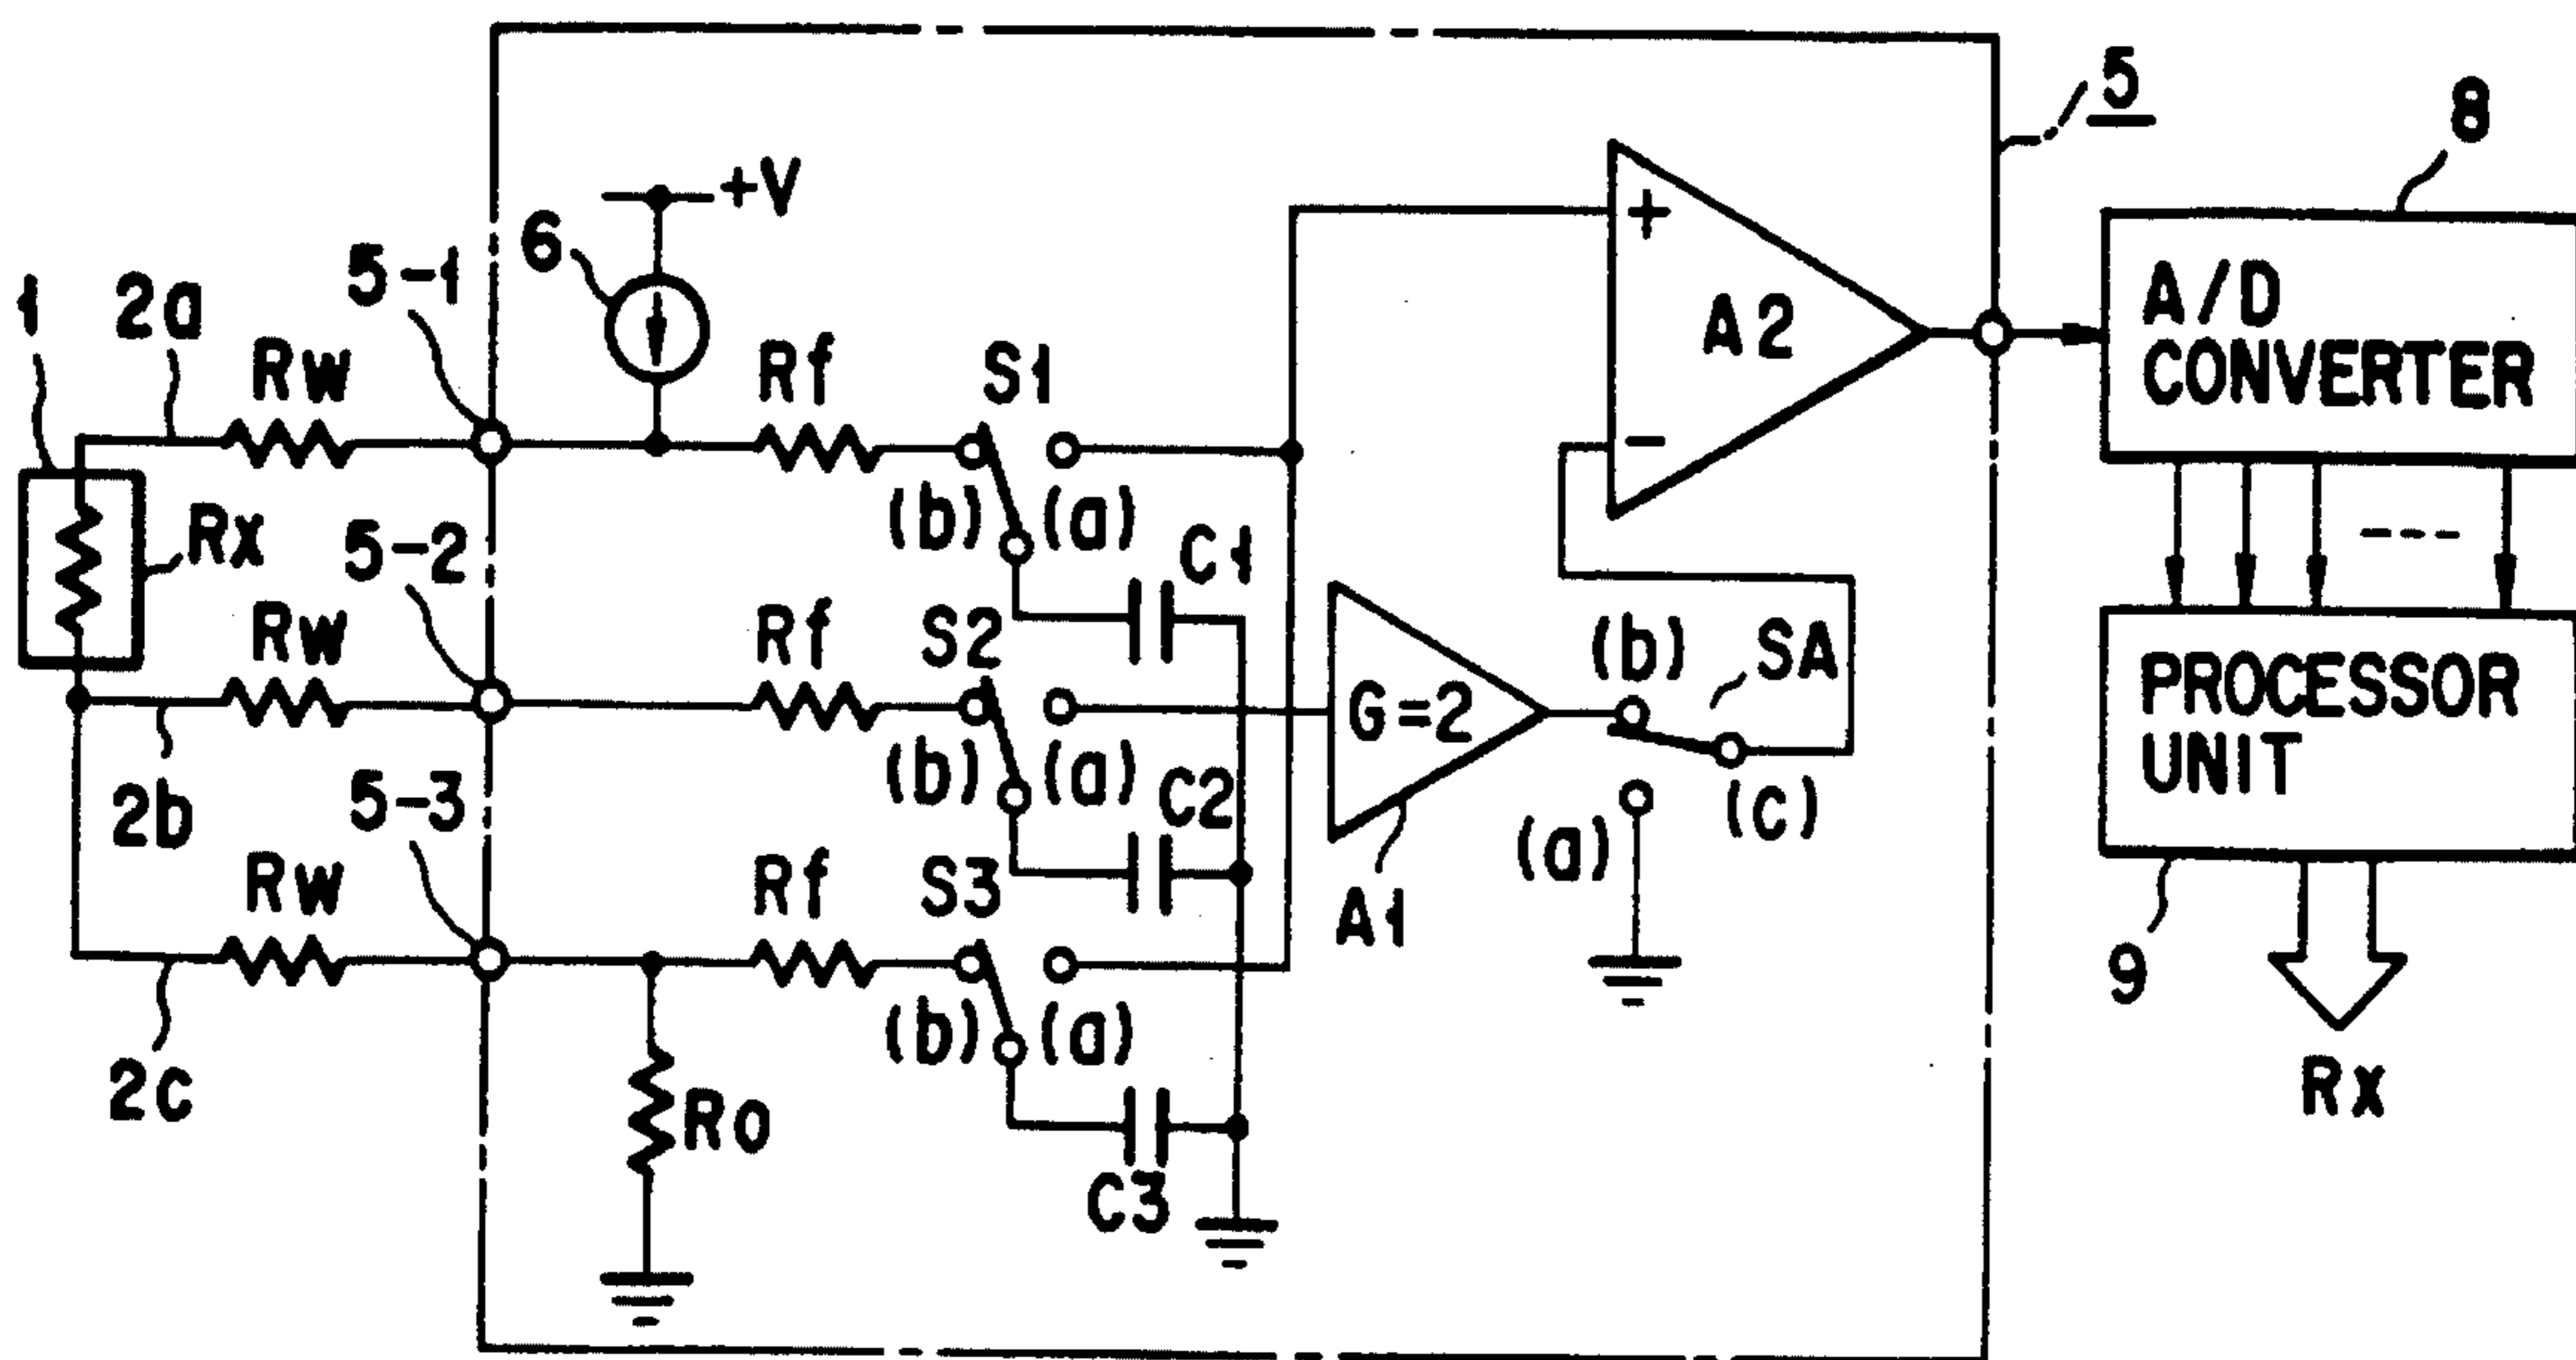 5
8
+V
6
5-1
1
2a
Rw
Rf
S1
A2
+
-
A/D
CONVERTER
(b)
(a)
Rx
5-2
C1
Rw
Rf
S2
(b)
SA
G=2
PROCESSOR
UNIT
(b)
(a)
2b
5-3
C2
(c)
(a)
Rw
Rf
S3
A1
9
(b)
(a)
2c
Ro
C3
Rx